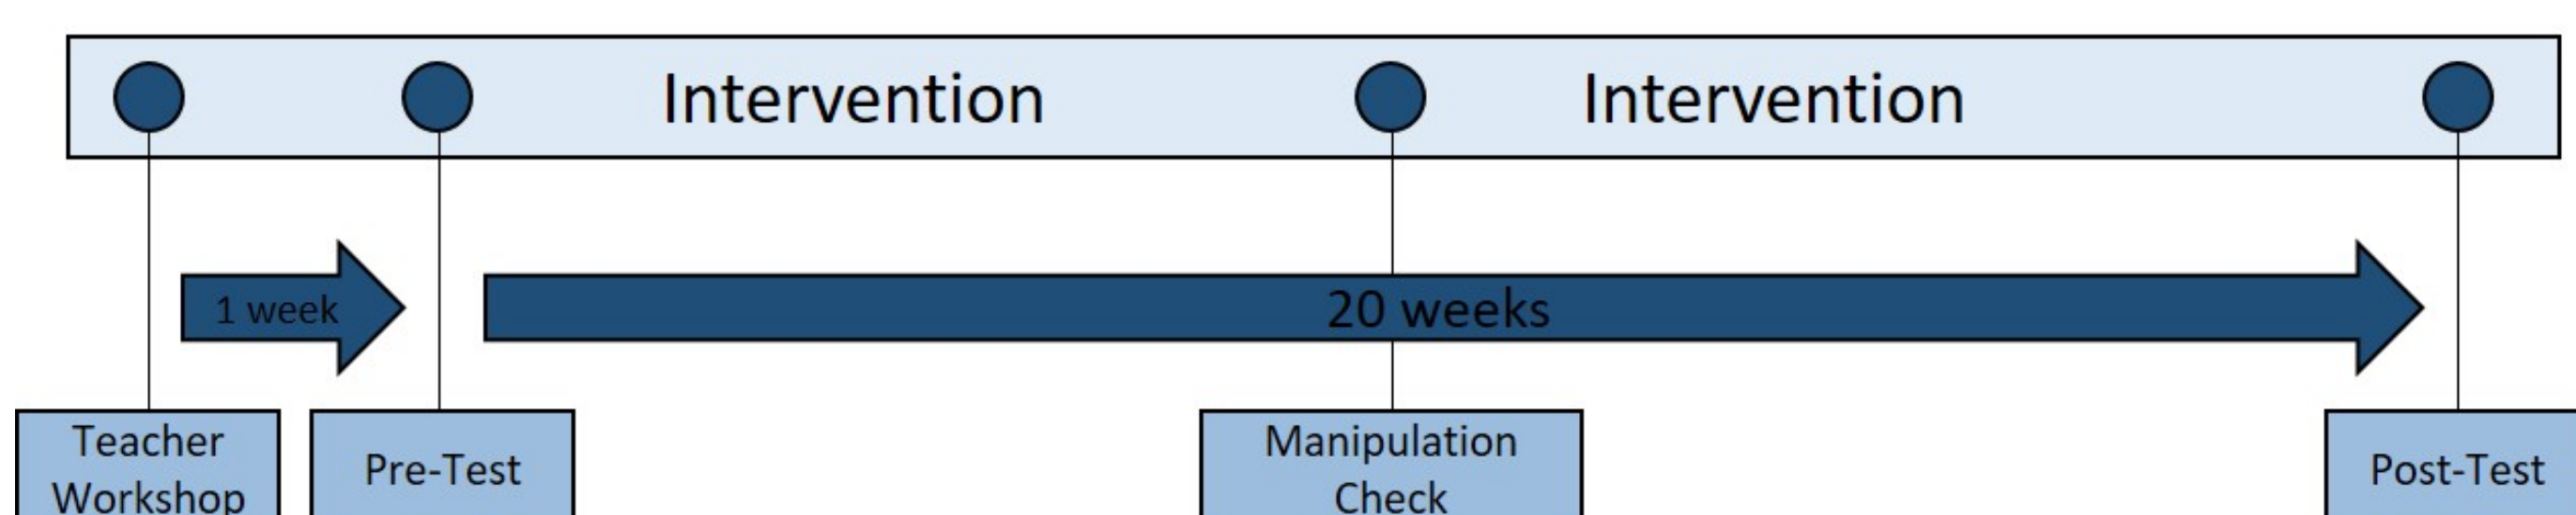 Intervention
Intervention
1 week
20 weeks
Teacher
Workshop
Pre-Test
Manipulation
Check
Post-Test